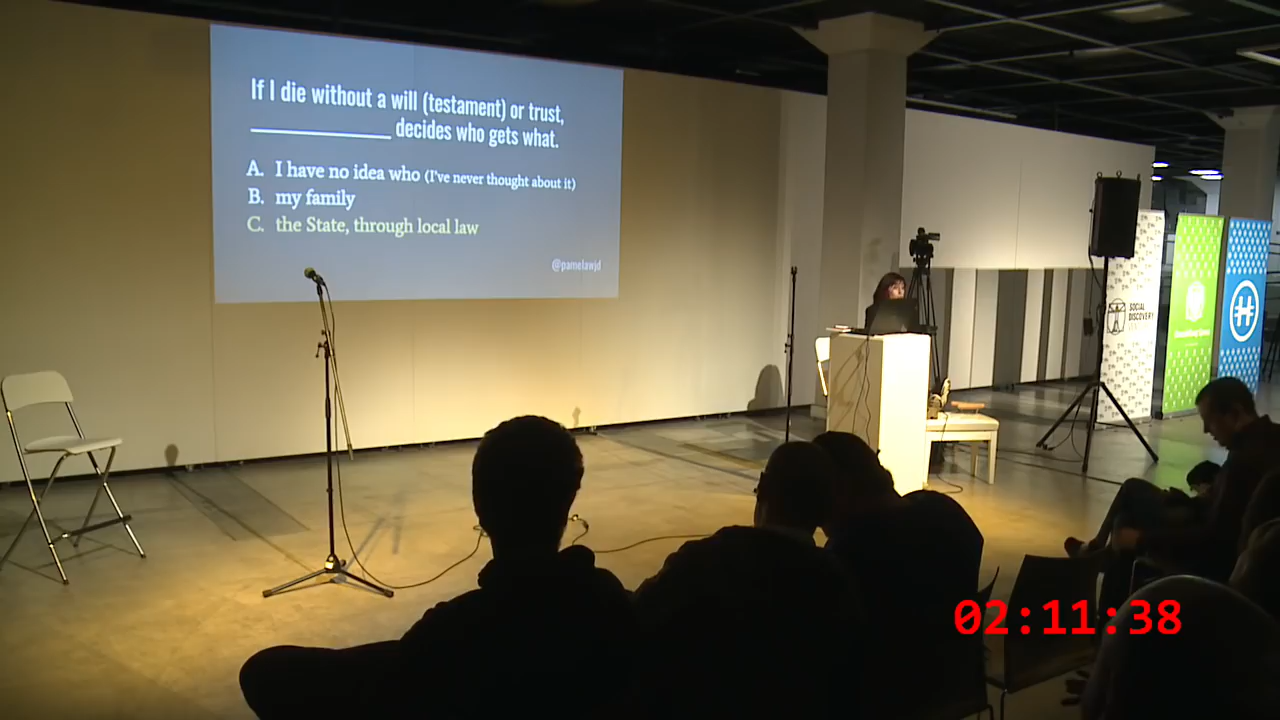 If I die without a will (testament) or trust,
__________ decides who gets what.
A. I have no idea who (I've never thought about it)
B. my family
C. the State, through local law
@pamelawjd
SOCIAL
DISCOVERY
02:11:38